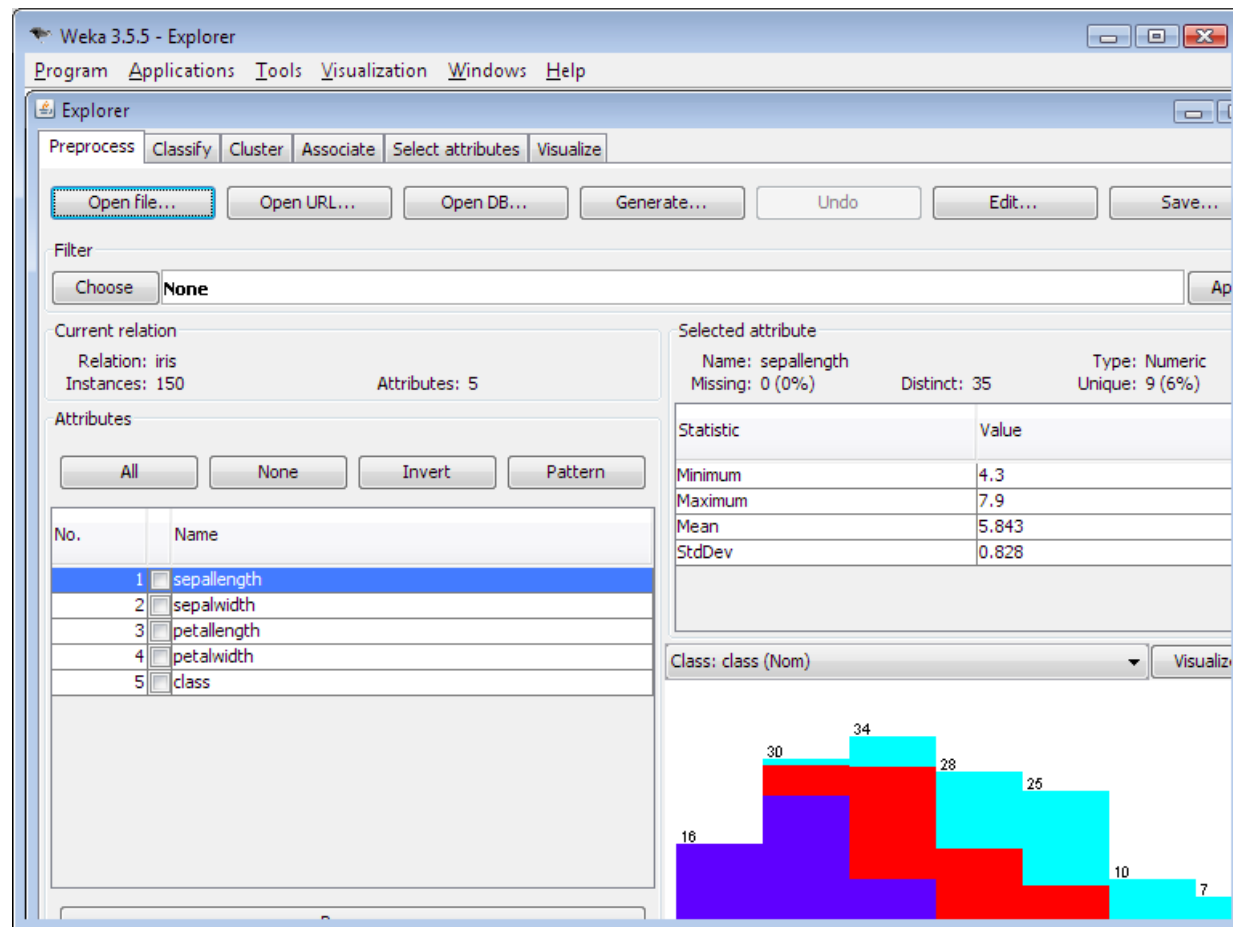 Weka 3.5.5 - Explorer
Program Applications Tools Visualization Windows Help
Explorer
Preprocess Classify Cluster Associate Select attributes Visualize
Open file... Open URL... Open DB... Generate... Undo Edit... Save...
Filter
Choose None Ap
Current relation
Relation: iris
Instances: 150 Attributes: 5
Attributes
All None Invert Pattern
No. Name
1 sepallength
2 sepalwidth
3 petallength
4 petalwidth
5 class
Selected attribute
Name: sepallength Type: Numeric
Missing: 0 (0%) Distinct: 35 Unique: 9 (6%)
Statistic Value
Minimum 4.3
Maximum 7.9
Mean 5.843
StdDev 0.828
Class: class (Nom) Visualiz
16 30 34 28 25 10 7